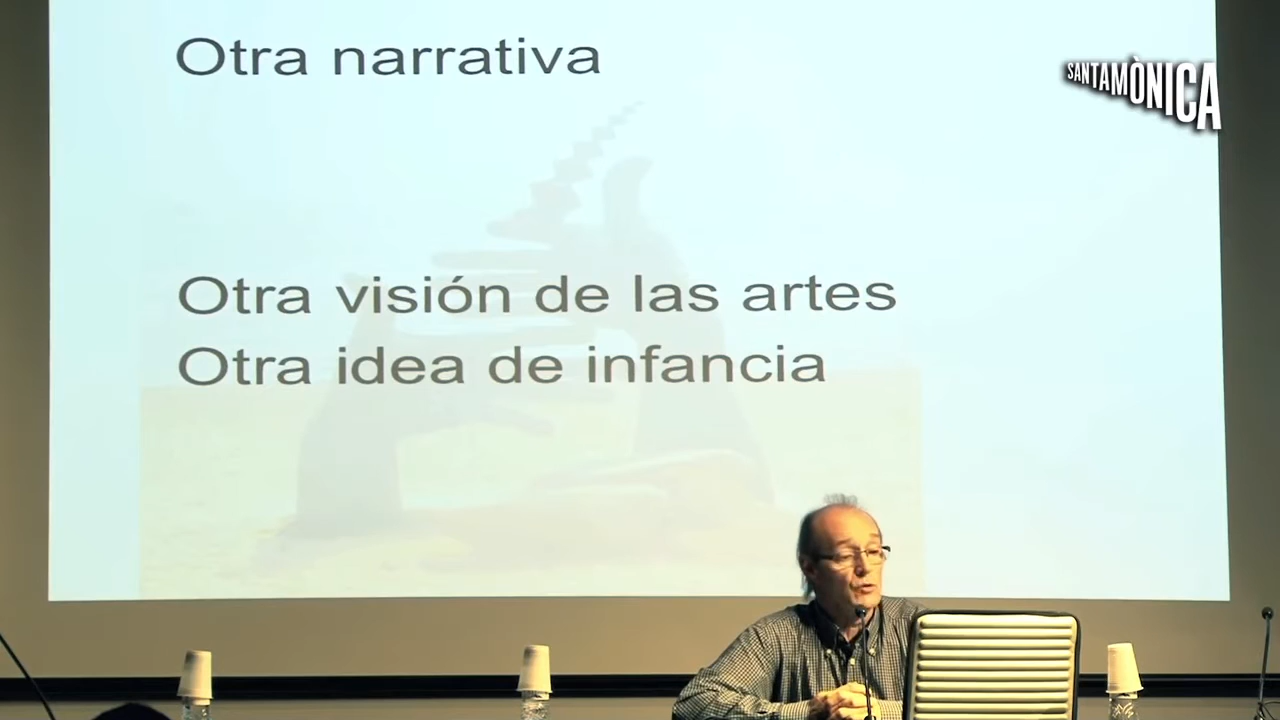 Otra narrativa
SANTAMÒNICA
Otra visión de las artes
Otra idea de infancia